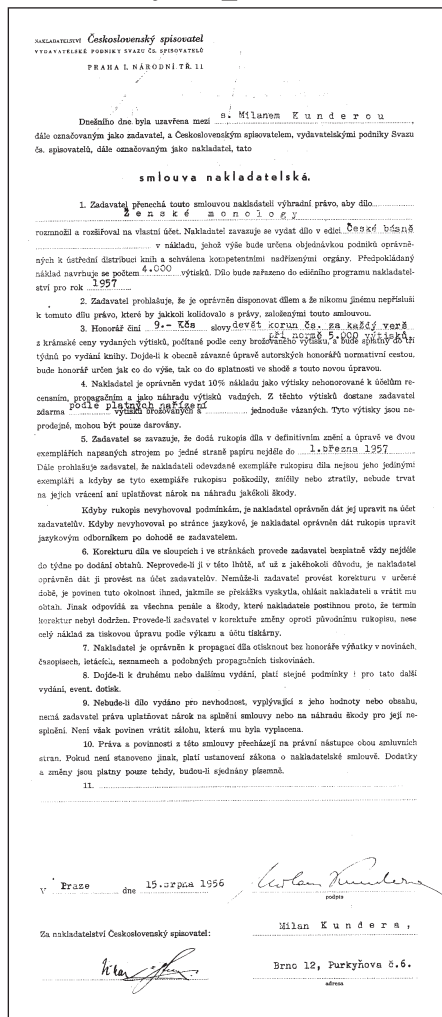 NAKLADATELSTVÍ Československý spisovatel
VYDAVATELSKÉ PODNIKY SVAZU ČS. SPISOVATELŮ
PRAHA I, NÁRODNÍ TŘ. 11
Dnešního dne byla uzavřena mezi s. Milanem Kunderou
dále označovaným jako zadavatel, a Československým spisovatelem, vydavatelskými podniky Svazu
čs. spisovatelů, dále označovaným jako nakladatel, tato
smlouva nakladatelská.
1. Zadavatel přenechá touto smlouvou nakladateli výhradní právo, aby dílo
Ženské monology
rozmnožil a rozšiřoval na vlastní účet. Nakladatel zavazuje se vydat dílo v edici České básně
v nákladu, jehož výše bude určena objednávkou podniků oprávně-
ných k ústřední distribuci knih a schválena kompetentními nadřízenými orgány. Předpokládaný
náklad navrhuje se počtem 4.000 výtisků. Dílo bude zařazeno do edičního programu nakladatel-
ství pro rok 1957
2. Zadavatel prohlašuje, že je oprávněn disponovat dílem a že nikomu jinému nepřísluší
k tomuto dílu právo, které by jakkoli kolidovalo s právy, založenými touto smlouvou.
3. Honorář činí 9.- Kčs slovy devět korun čs. za každý verš
při normě 5.000 výtisků,
z krámské ceny vydaných výtisků, počítané podle ceny brožovaného výtisku, a bude splatný do tří
týdnů po vydání knihy. Dojde-li k obecně závazné úpravě autorských honorářů normativní cestou,
bude honorář určen jak co do výše, tak co do splatnosti ve shodě s touto novou úpravou.
4. Nakladatel je oprávněn vydat 10% nákladu jako výtisky nehonorované k účelům re-
censním, propagačním a jako náhradu výtisků vadných. Z těchto výtisků dostane zadavatel
podle platných nařízení
zdarma výtisků brožovaných a jednoduše vázaných. Tyto výtisky jsou ne-
prodejné, mohou být pouze darovány.
5. Zadavatel se zavazuje, že dodá rukopis díla v definitivním znění a úpravě ve dvou
exemplářích napsaných strojem po jedné straně papíru nejdéle do 1.března 1957
Dále prohlašuje zadavatel, že nakladateli odevzdané exempláře rukopisu díla nejsou jeho jedinými
exempláři a kdyby se tyto exempláře rukopisu poškodily, zničily nebo ztratily, nebude trvat
na jejich vrácení ani uplatňovat nárok na náhradu jakékoli škody.
Kdyby rukopis nevyhovoval podmínkám, je nakladatel oprávněn dát jej upravit na účet
zadavatelův. Kdyby nevyhovoval po stránce jazykové, je nakladatel oprávněn dát rukopis upravit
jazykovým odborníkem po dohodě se zadavatelem.
6. Korekturu díla ve sloupcích i ve stránkách provede zadavatel bezplatně vždy nejdéle
do týdne po dodání obtahů. Neprovede-li ji v této lhůtě, ať už z jakéhokoli důvodu, je nakladatel
oprávněn dát ji provést na účet zadavatelův. Nemůže-li zadavatel provést korekturu v určené
době, je povinen tuto okolnost ihned, jakmile se překážka vyskytla, ohlásit nakladateli a vrátit mu
obtah. Jinak odpovídá za všechna penále a škody, které nakladatele postihnou proto, že termín
korektur nebyl dodržen. Provede-li zadavatel v korektuře změny oproti původnímu rukopisu, nese
celý náklad za tiskovou úpravu podle výkazu a účtu tiskárny.
7. Nakladatel je oprávněn k propagaci díla otisknout bez honoráře výňatky v novinách,
časopisech, letácích, seznamech a podobných propagačních tiskovinách.
8. Dojde-li k druhému nebo dalšímu vydání, platí stejné podmínky i pro tato další
vydání, event. dotisk.
9. Nebude-li dílo vydáno pro nevhodnost, vyplývající z jeho hodnoty nebo obsahu,
nemá zadavatel práva uplatňovat nárok na splnění smlouvy nebo na náhradu škody pro její ne-
splnění. Není však povinen vrátit zálohu, která mu byla vyplacena.
10. Práva a povinnosti z této smlouvy přecházejí na právní nástupce obou smluvních
stran. Pokud není stanoveno jinak, platí ustanovení zákona o nakladatelské smlouvě. Dodatky
a změny jsou platny pouze tehdy, budou-li sjednány písemně.
11.
V Praze dne 15.srpna 1956
Milan Kundera
podpis
Za nakladatelství Československý spisovatel:
Milan Kundera,
Brno 12, Purkyňova č.6.
adresa